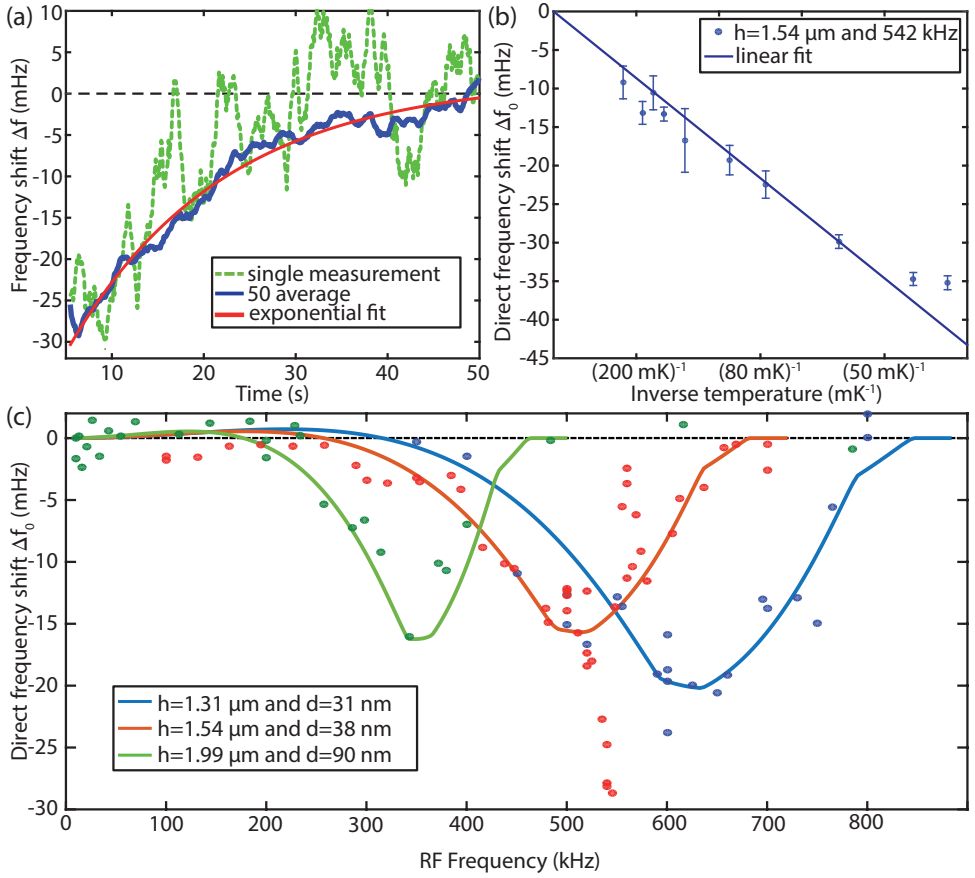 (a)
Frequency shift Δf (mHz)
10
5
0
-5
-10
-15
-20
-25
-30
single measurement
50 average
exponential fit
10
20
30
40
50
Time (s)
(b)
Direct frequency shift Δf₀ (mHz)
0
-5
-10
-15
-20
-25
-30
-35
-40
-45
h=1.54 μm and 542 kHz
linear fit
(200 mK)⁻¹
(80 mK)⁻¹
(50 mK)⁻¹
Inverse temperature (mK⁻¹)
(c)
Direct frequency shift Δf₀ (mHz)
0
-5
-10
-15
-20
-25
-30
h=1.31 μm and d=31 nm
h=1.54 μm and d=38 nm
h=1.99 μm and d=90 nm
0
100
200
300
400
500
600
700
800
RF Frequency (kHz)